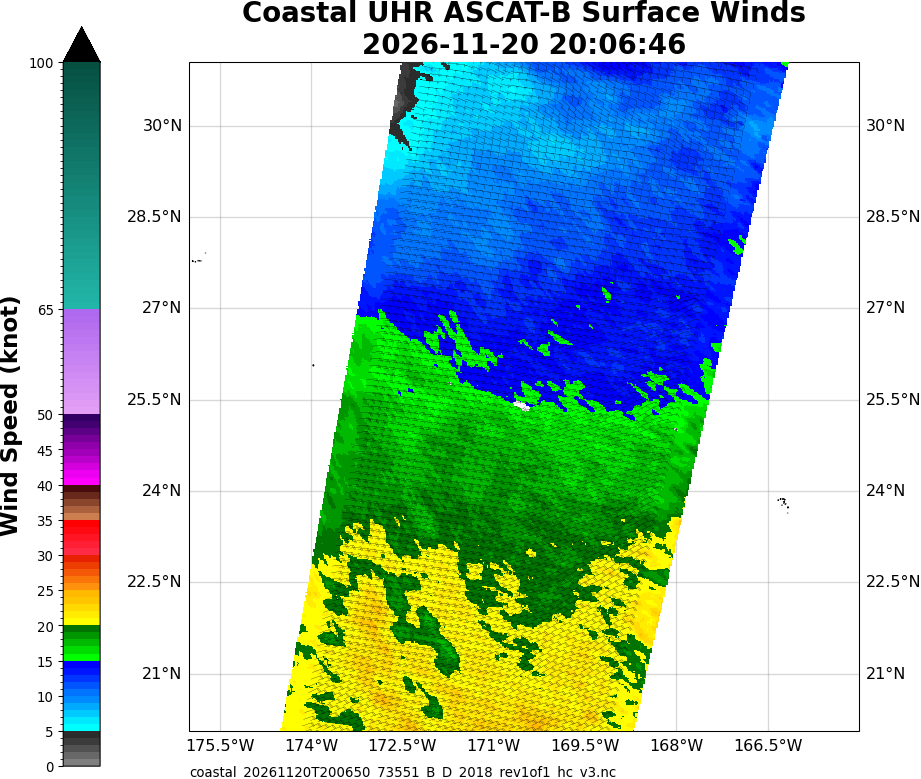 Coastal UHR ASCAT-B Surface Winds
2026-11-20 20:06:46
Wind Speed (knot)
100
65
50
45
40
35
30
25
20
15
10
5
0
30°N
28.5°N
27°N
25.5°N
24°N
22.5°N
21°N
30°N
28.5°N
27°N
25.5°N
24°N
22.5°N
21°N
175.5°W 174°W 172.5°W 171°W 169.5°W 168°W 166.5°W
coastal_20261120T200650_73551_B_D_2018_rev1of1_hc_v3.nc